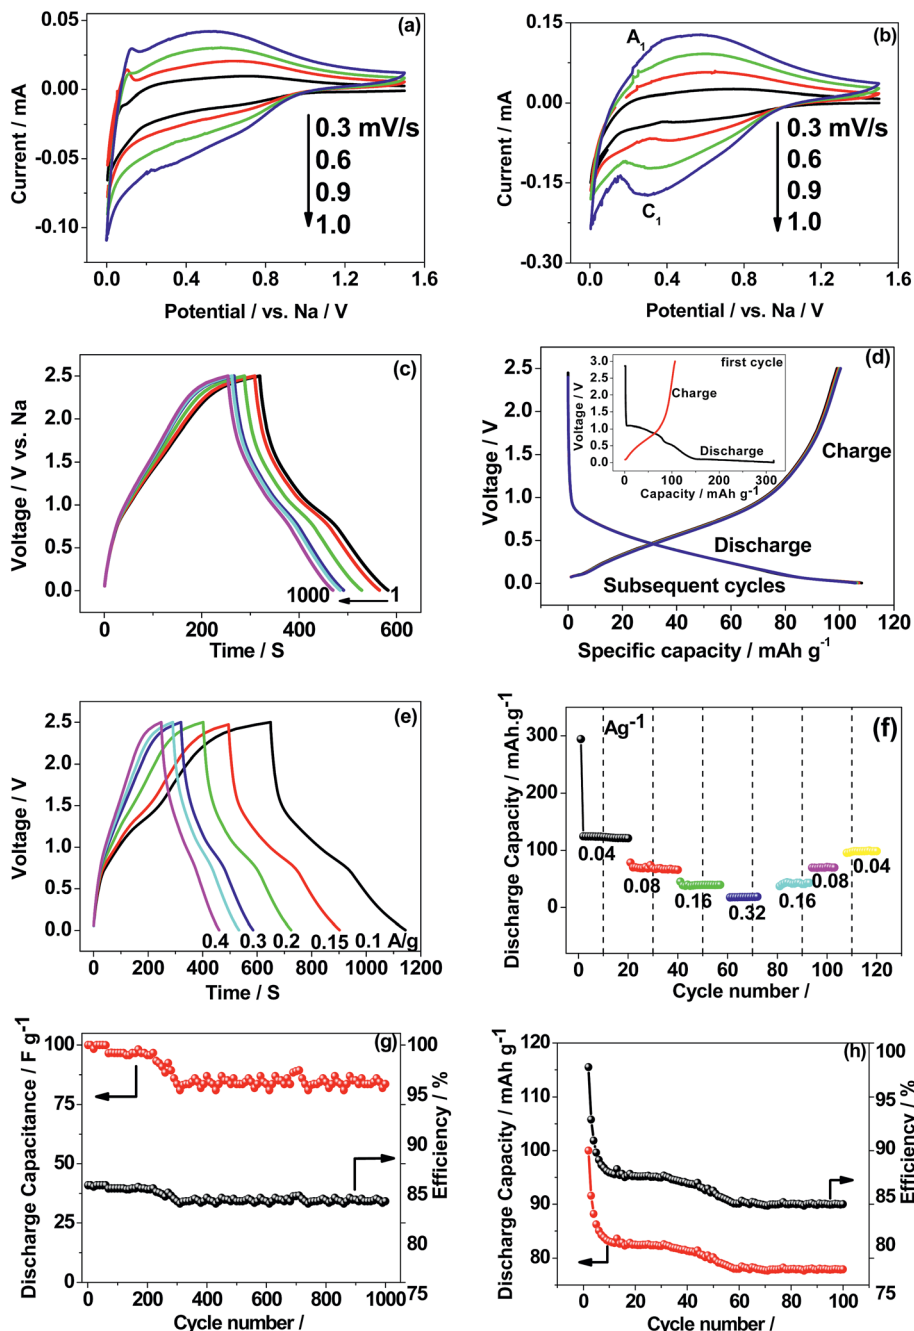 (a)
0.05
0.00
-0.05
-0.10
Current / mA
0.3 mV/s
0.6
0.9
1.0
0.0 0.4 0.8 1.2 1.6
Potential / vs. Na / V
(b)
0.15
0.00
-0.15
-0.30
Current / mA
A1
C1
0.3 mV/s
0.6
0.9
1.0
0.0 0.4 0.8 1.2 1.6
Potential / vs. Na / V
(c)
2.5
2.0
1.5
1.0
0.5
0.0
Voltage / V vs. Na
1000 1
0 200 400 600
Time / S
(d)
2.5
2.0
1.5
1.0
0.5
0.0
Voltage / V
first cycle
3.0
2.5
2.0
1.5
1.0
0.5
0.0
Voltage / V
Charge
Discharge
0 100 200 300
Capacity / mAh g-1
Charge
Discharge
Subsequent cycles
0 20 40 60 80 100 120
Specific capacity / mAh g-1
(e)
2.5
2.0
1.5
1.0
0.5
0.0
Voltage / V
0.4 0.3 0.2 0.15 0.1 A/g
0 200 400 600 800 1000
Time / S
(f)
300
200
100
0
Discharge Capacity / mAh.g-1
Ag-1
0.04
0.08
0.16
0.32
0.16
0.08
0.04
0 20 40 60 80 100 120
Cycle number /
(g)
100
75
50
25
0
Discharge Capacitance / F g-1
100
95
90
85
80
75
Efficiency / %
0 200 400 600 800 1000
Cycle number /
(h)
120
115
110
100
90
80
Discharge Capacity / mAh g-1
100
95
90
85
80
75
Efficiency / %
0 20 40 60 80 100
Cycle number /